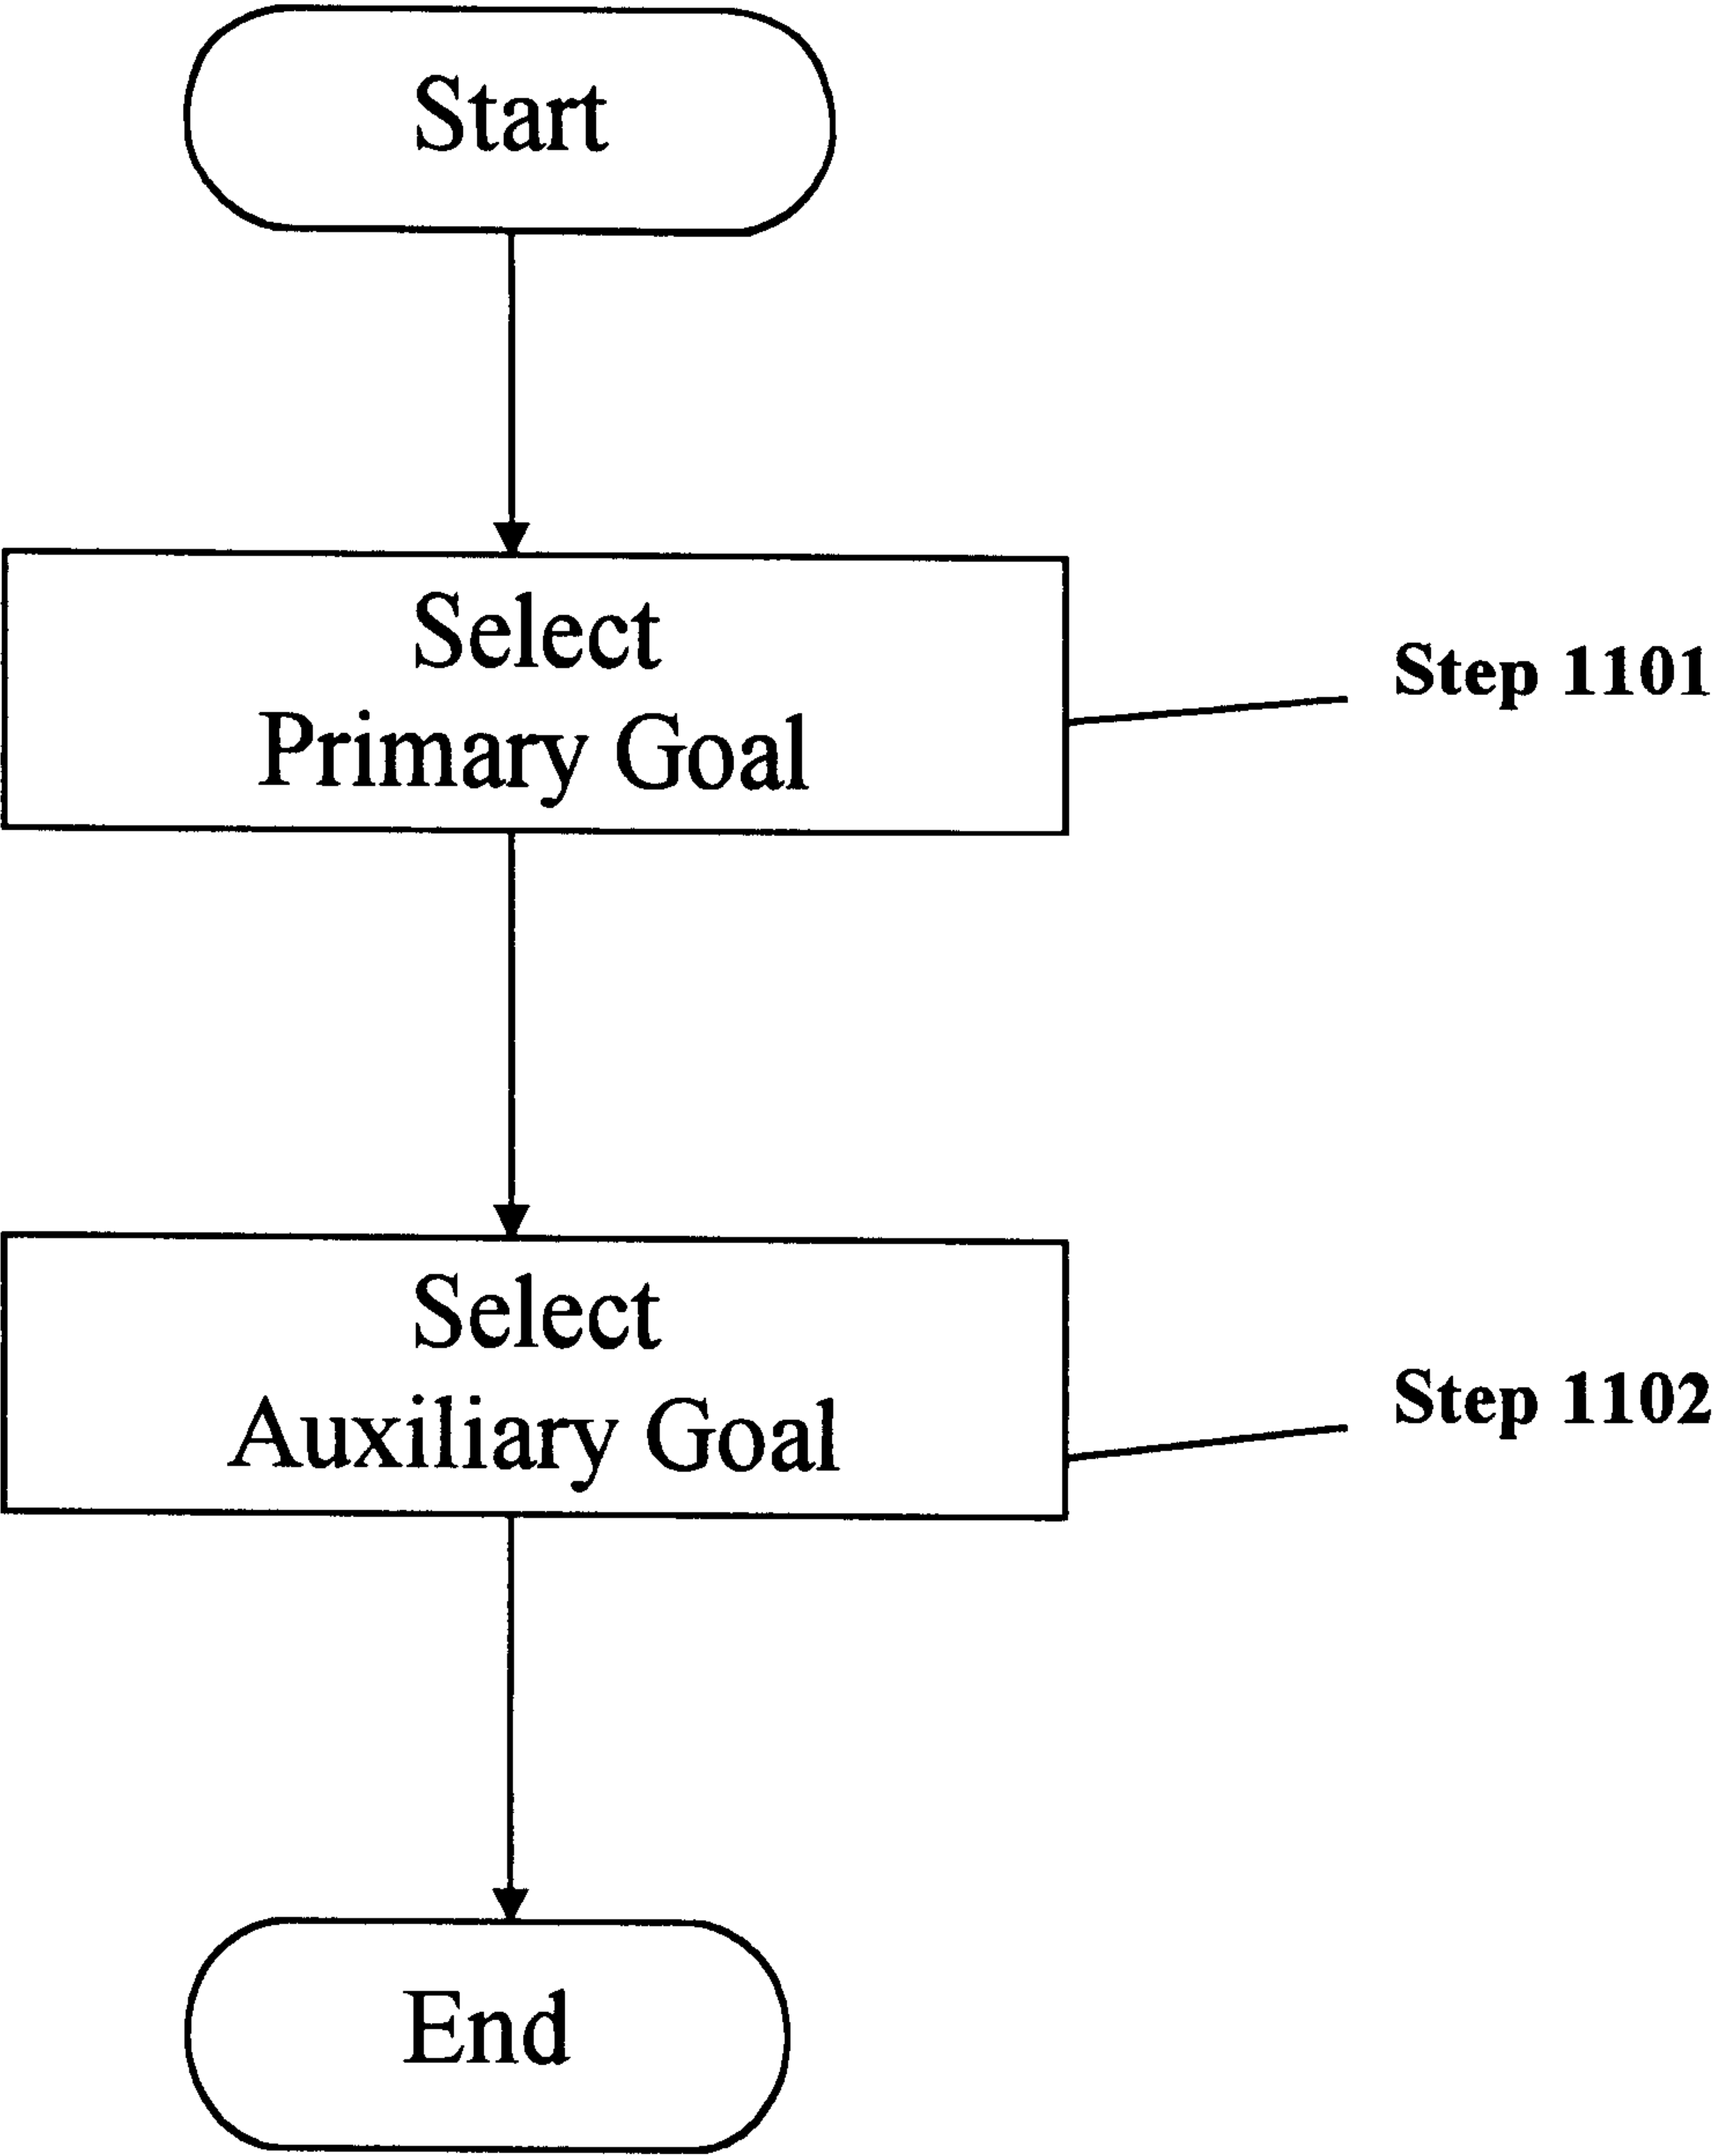 Start
Select
Primary Goal
Step 1101
Select
Auxiliary Goal
Step 1102
End